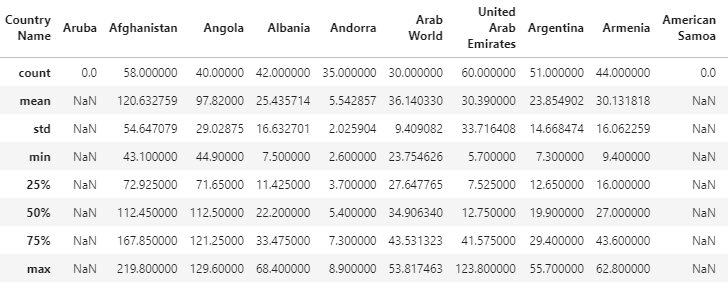 Country Name Aruba Afghanistan Angola Albania Andorra Arab World United Arab Emirates Argentina Armenia American Samoa
count 0.0 58.000000 40.00000 42.000000 35.000000 30.000000 60.000000 51.000000 44.000000 0.0
mean NaN 120.632759 97.82000 25.435714 5.542857 36.140330 30.390000 23.854902 30.131818 NaN
std NaN 54.647079 29.02875 16.632701 2.025904 9.409082 33.716408 14.668474 16.062259 NaN
min NaN 43.100000 44.90000 7.500000 2.600000 23.754626 5.700000 7.300000 9.400000 NaN
25% NaN 72.925000 71.65000 11.425000 3.700000 27.647765 7.525000 12.650000 16.000000 NaN
50% NaN 112.450000 112.50000 22.200000 5.400000 34.906340 12.750000 19.900000 27.000000 NaN
75% NaN 167.850000 121.25000 33.475000 7.300000 43.531323 41.575000 29.400000 43.600000 NaN
max NaN 219.800000 129.60000 68.400000 8.900000 53.817463 123.800000 55.700000 62.800000 NaN